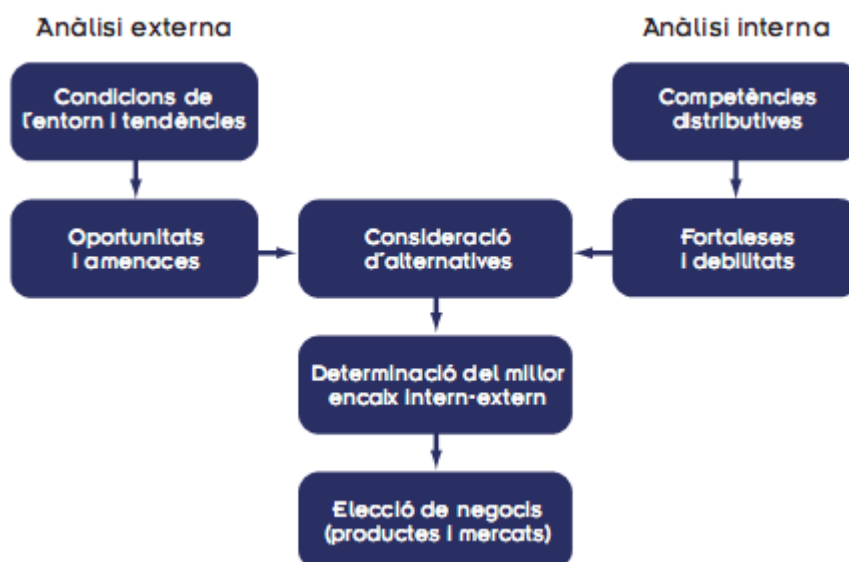 Anàlisi externa
Anàlisi interna
Condicions de
l'entorn i tendències
Competències
distributives
Oportunitats
i amenaces
Consideració
d'alternatives
Fortaleses
i debilitats
Determinació del millor
encaix intern-extern
Elecció de negocis
(productes i mercats)